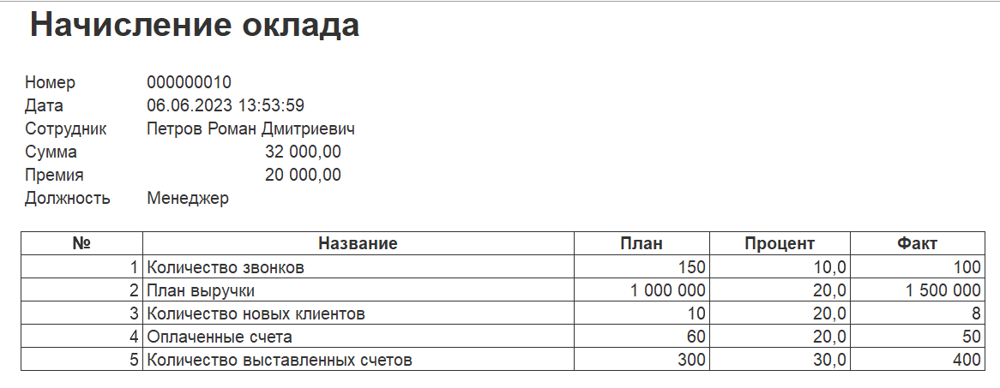 Начисление оклада
Номер 000000010
Дата 06.06.2023 13:53:59
Сотрудник Петров Роман Дмитриевич
Сумма 32 000,00
Премия 20 000,00
Должность Менеджер
№ Название План Процент Факт
1 Количество звонков 150 10,0 100
2 План выручки 1 000 000 20,0 1 500 000
3 Количество новых клиентов 10 20,0 8
4 Оплаченные счета 60 20,0 50
5 Количество выставленных счетов 300 30,0 400